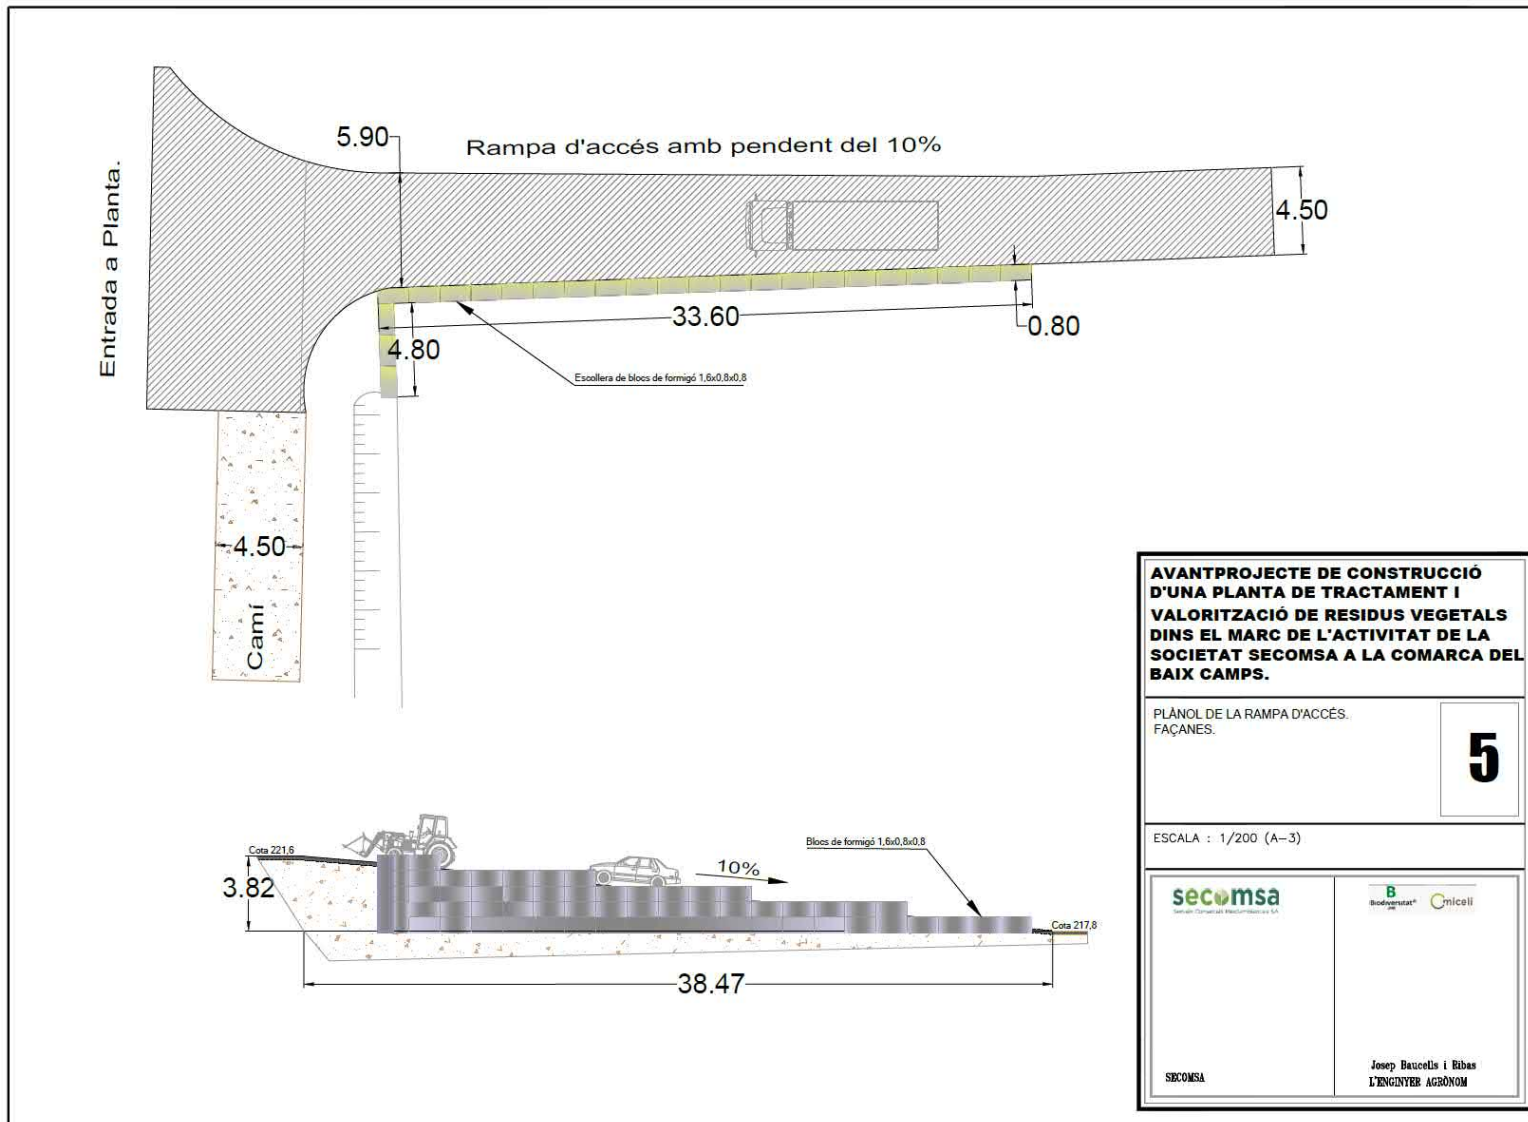 5.90
Rampa d'accés amb pendent del 10%
Entrada a Planta.
4.50
33.60
0.80
4.80
Escollera de blocs de formigó 1,6x0,8x0,8
4.50
Camí
AVANTPROJECTE DE CONSTRUCCIÓ
D'UNA PLANTA DE TRACTAMENT I
VALORITZACIÓ DE RESIDUS VEGETALS
DINS EL MARC DE L'ACTIVITAT DE LA
SOCIETAT SECOMSA A LA COMARCA DEL
BAIX CAMPS.
PLÀNOL DE LA RAMPA D'ACCÉS.
FAÇANES.
5
ESCALA : 1/200 (A-3)
Cota 221,6
3.82
10%
Blocs de formigó 1,6x0,8x0,8
Cota 217,8
38.47
secomsa
B
Biodiversitat®
miceli
SECOMSA
Josep Baucells i Ribas
L'ENGINYER AGRÒNOM